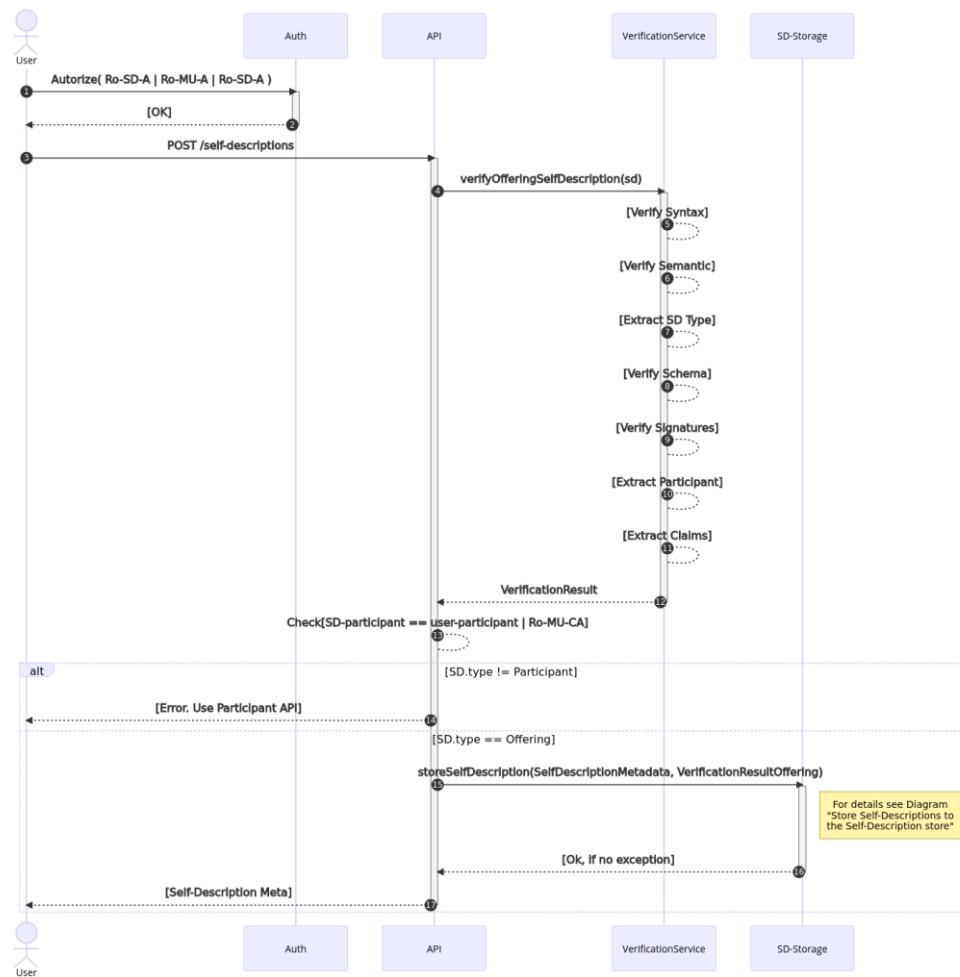 Auth
API
VerificationService
SD-Storage
User
Autorize( Ro-SD-A | Ro-MU-A | Ro-SD-A )
1
[OK]
2
POST /self-descriptions
3
verifyOfferingSelfDescription(sd)
4
[Verify Syntax]
5
[Verify Semantic]
6
[Extract SD Type]
7
[Verify Schema]
8
[Verify Signatures]
9
[Extract Participant]
10
[Extract Claims]
11
VerificationResult
12
Check[SD-participant == user-participant | Ro-MU-CA]
13
alt
[SD.type != Participant]
[Error. Use Participant API]
14
[SD.type == Offering]
storeSelfDescription(SelfDescriptionMetadata, VerificationResultOffering)
15
For details see Diagram
"Store Self-Descriptions to
the Self-Description store"
[Ok, if no exception]
16
[Self-Description Meta]
17
Auth
API
VerificationService
SD-Storage
User